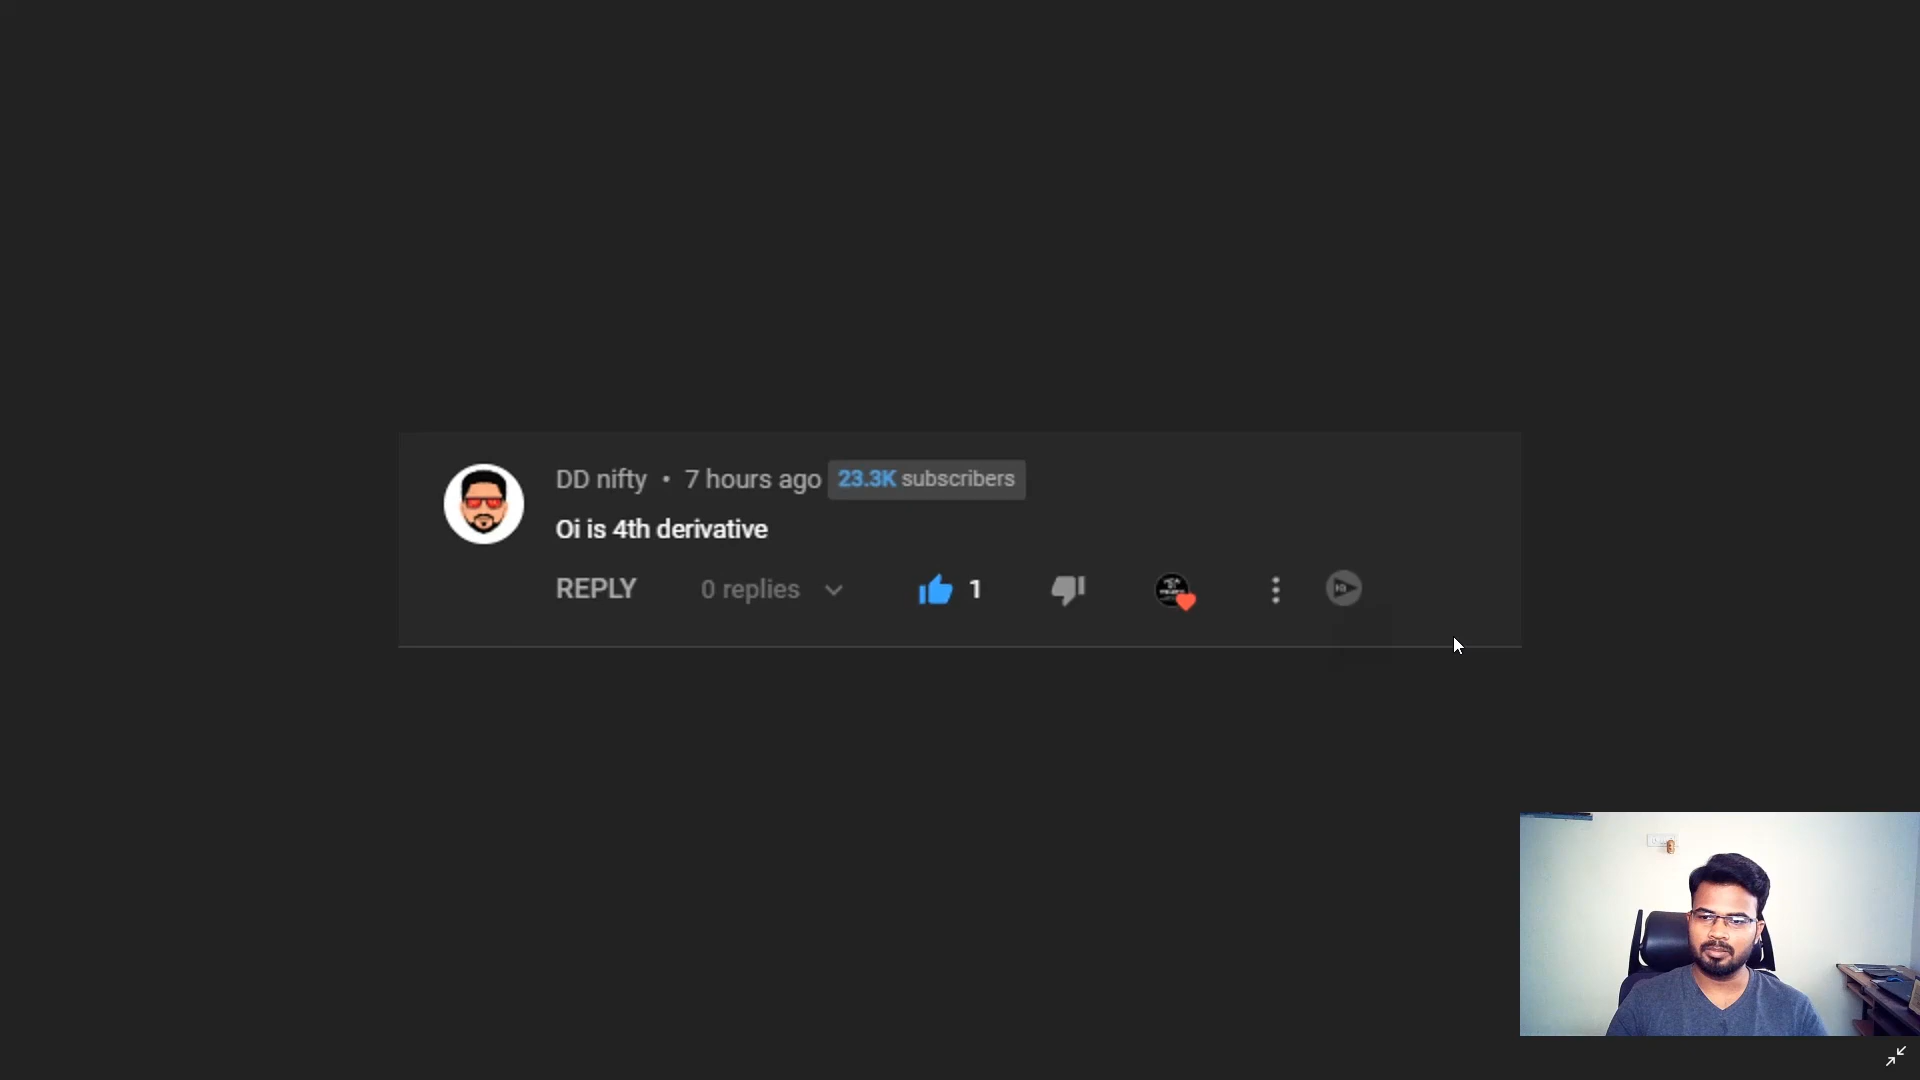 DD nifty • 7 hours ago 23.3K subscribers
Oi is 4th derivative
REPLY 0 replies 1